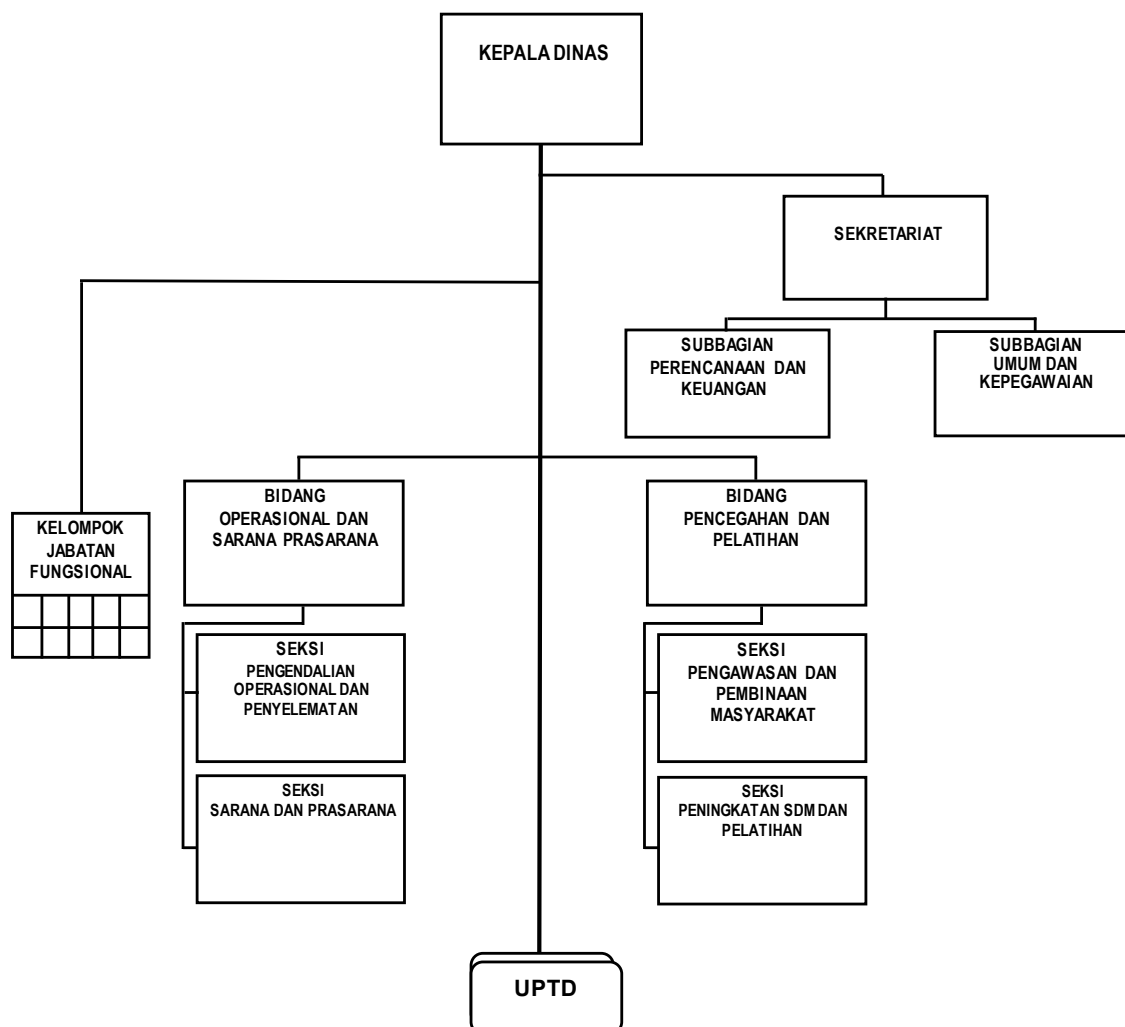 KEPALA DINAS
SEKRETARIAT
SUBBAGIAN
PERENCANAAN DAN
KEUANGAN
SUBBAGIAN
UMUM DAN
KEPEGAWAIAN
KELOMPOK
JABATAN
FUNGSIONAL
BIDANG
OPERASIONAL DAN
SARANA PRASARANA
BIDANG
PENCEGAHAN DAN
PELATIHAN
SEKSI
PENGENDALIAN
OPERASIONAL DAN
PENYELEMATAN
SEKSI
PENGAWASAN DAN
PEMBINAAN
MASYARAKAT
SEKSI
SARANA DAN PRASARANA
SEKSI
PENINGKATAN SDM DAN
PELATIHAN
UPTD